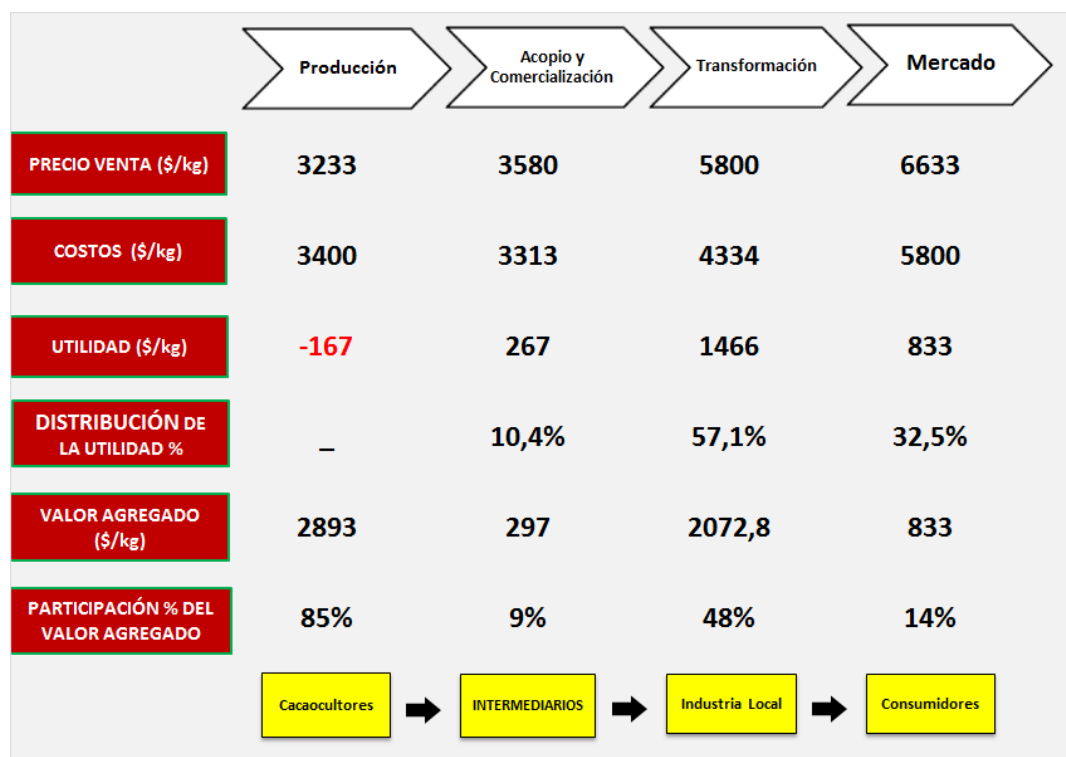 Producción
Acopio y
Comercialización
Transformación
Mercado
PRECIO VENTA ($/kg)
3233
3580
5800
6633
COSTOS ($/kg)
3400
3313
4334
5800
UTILIDAD ($/kg)
-167
267
1466
833
DISTRIBUCIÓN DE
LA UTILIDAD %
_
10,4%
57,1%
32,5%
VALOR AGREGADO
($/kg)
2893
297
2072,8
833
PARTICIPACIÓN % DEL
VALOR AGREGADO
85%
9%
48%
14%
Cacaocultores
INTERMEDIARIOS
Industria Local
Consumidores